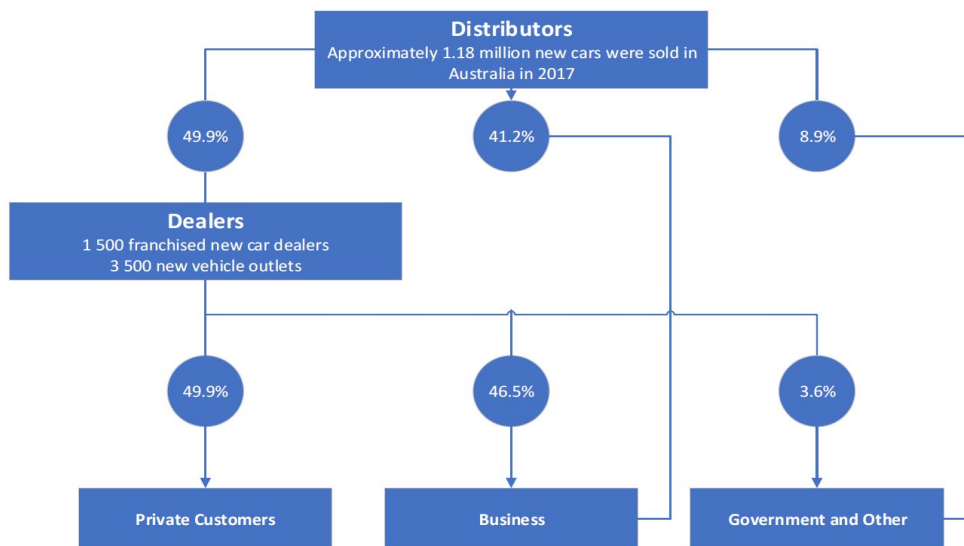 Distributors
Approximately 1.18 million new cars were sold in
Australia in 2017
49.9%
41.2%
8.9%
Dealers
1 500 franchised new car dealers
3 500 new vehicle outlets
49.9%
46.5%
3.6%
Private Customers
Business
Government and Other